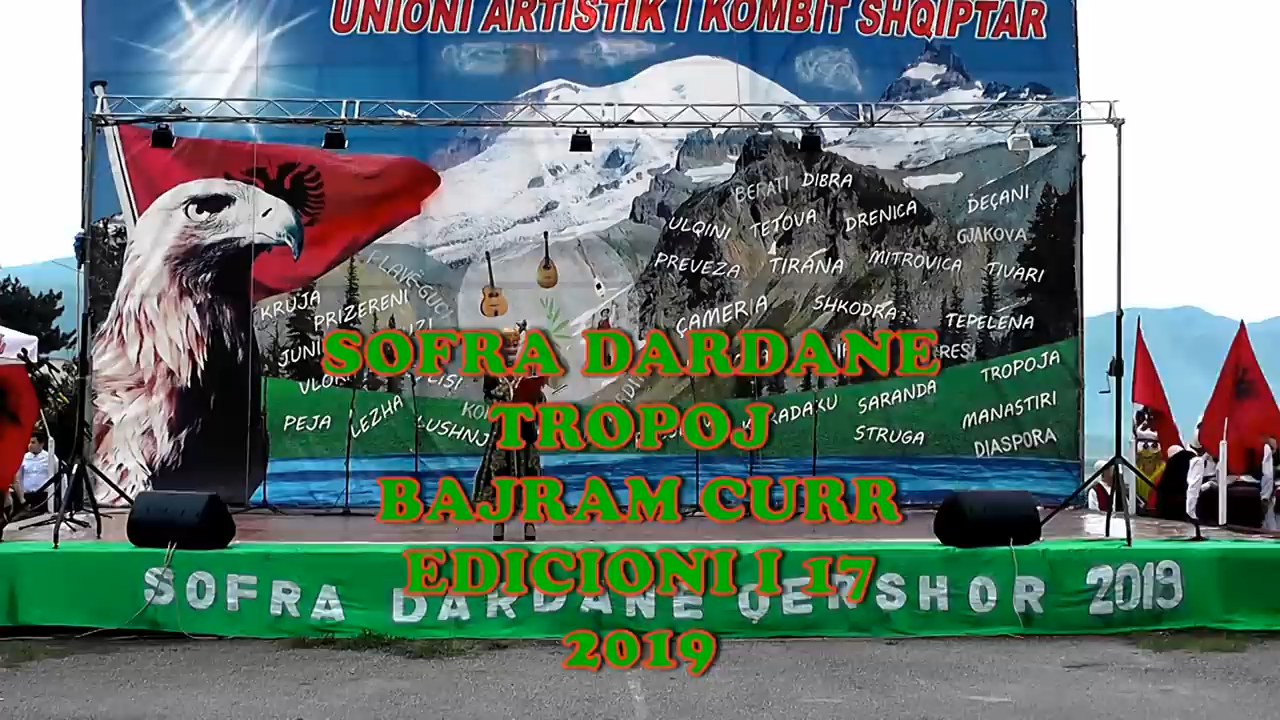 UNIONI ARTISTIK I KOMBIT SHQIPTAR
BERATI DIBRA
DEÇANI
ULQINI TETOVA DRENICA
GJAKOVA
PREVEZA TIRANA MITROVICA TIVARI
KRUJA PRIZERENI
ÇAMERIA SHKODRA TEPELENA
SOFRA DARDANE
TROPOJA
SARANDA
PEJA LEZHA
MANASTIRI
STRUGA
DIASPORA
TROPOJ
BAJRAM CURR
EDICIONI I 17
SOFRA DARDANE QERSHOR 2019
2019